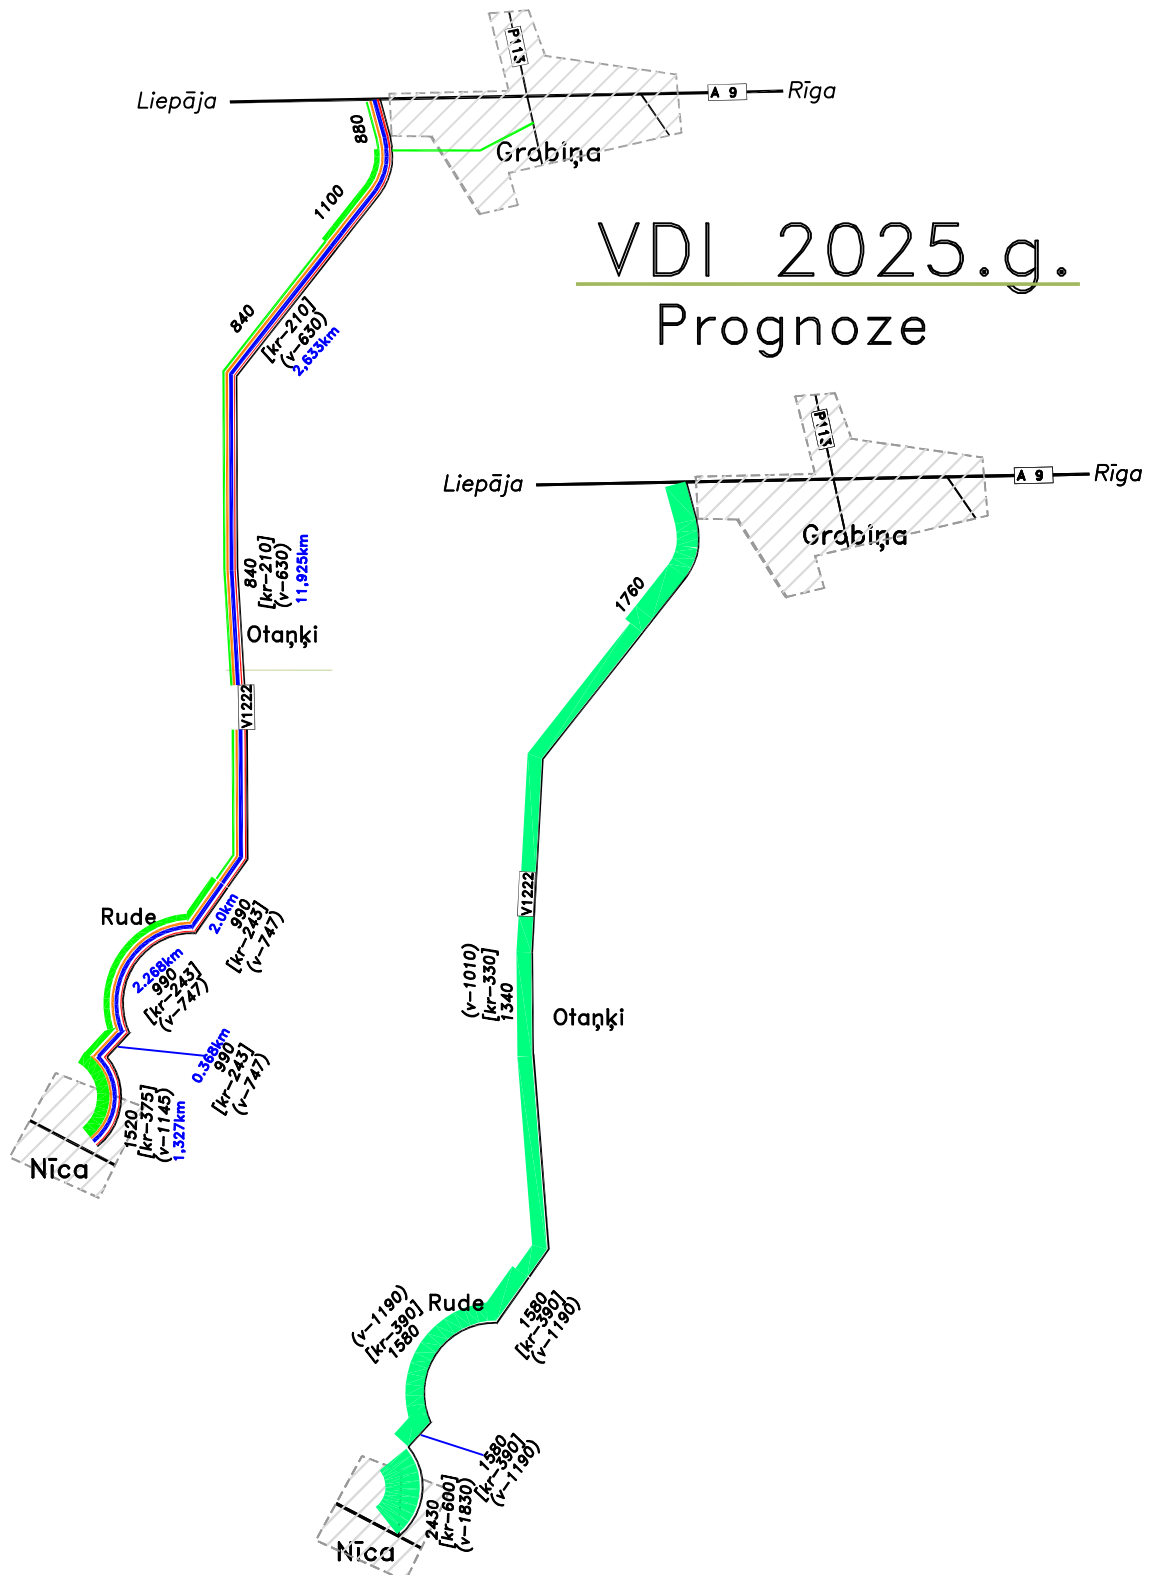 P113
Liepāja
A 9
Rīga
880
Grobiņa
1100
VDI 2025.g.
Prognoze
840
[kr-210]
(v-630)
2,633km
P113
Liepāja
A 9
Rīga
Grobiņa
840
[kr-210]
(v-630)
11,925km
1760
Otaņķi
V1222
V1222
Rude
2.0km
990
[kr-243]
(v-747)
2.268km
990
[kr-243]
(v-747)
(v-1010)
[kr-330]
1340
Otaņķi
0.368km
990
[kr-243]
(v-747)
1520
[kr-375]
(v-1145)
1,327km
Nīca
(v-1190)
[kr-390]
1580
Rude
1580
[kr-390]
(v-1190)
1580
[kr-390]
(v-1190)
2430
[kr-600]
(v-1830)
Nīca